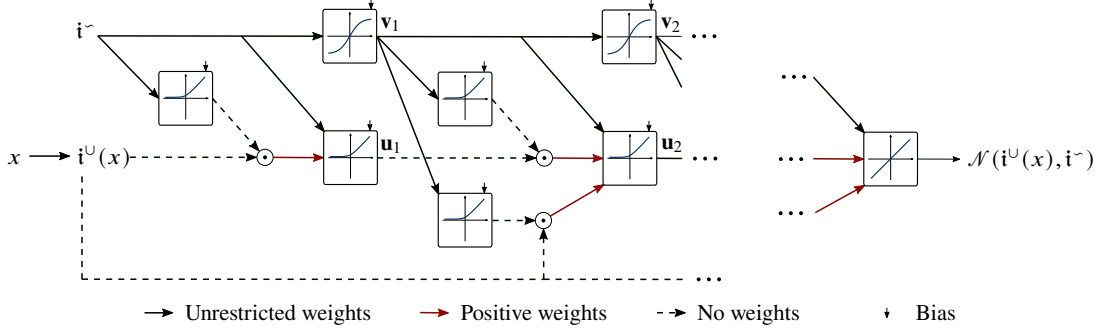 𝔦^⌣ 𝐯₁ 𝐯₂ •••
•••
x 𝔦^∪(x) 𝐮₁ 𝐮₂ ••• ••• 𝒩(𝔦^∪(x), 𝔦^⌣)
•••
•••
Unrestricted weights Positive weights No weights Bias